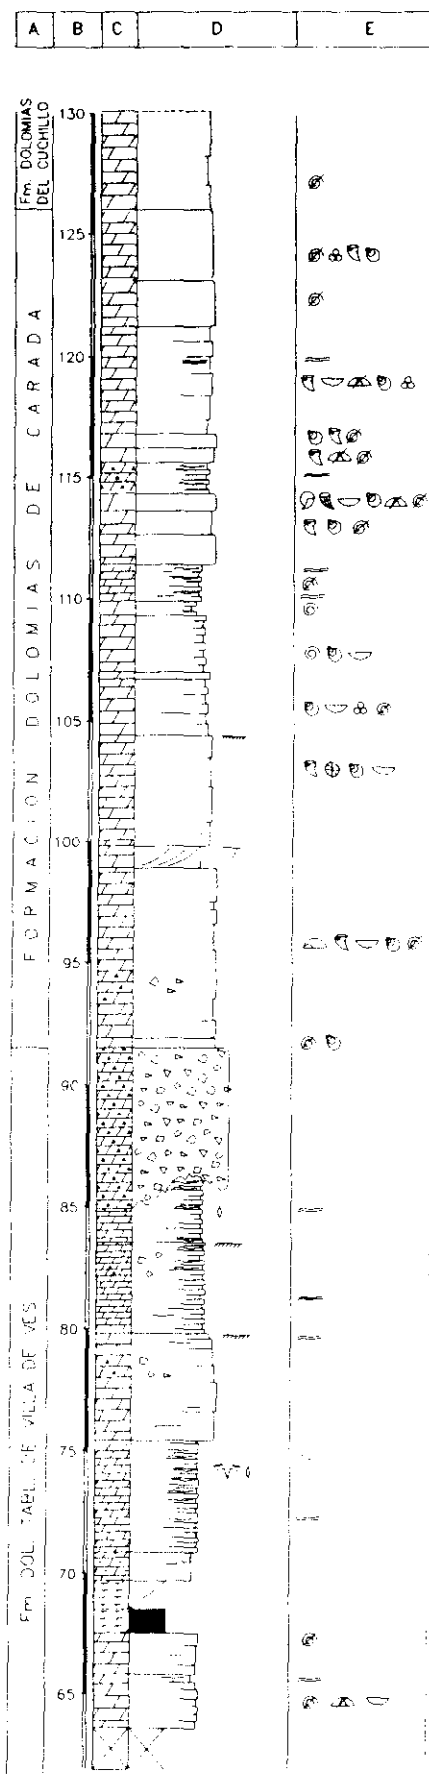 A B C D E
Fm. DOLOMIAS
DEL CUCHILLO
FORMACION DOLOMIAS DE CARADA
Fm. DOL. TABL. DE VILLA DE VES
130
125
120
115
110
105
100
95
90
85
80
75
70
65